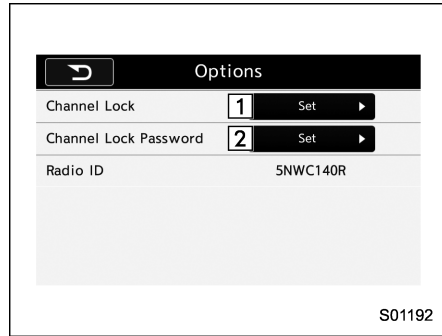 Options
Channel Lock 1 Set
Channel Lock Password 2 Set
Radio ID 5NWC140R
S01192